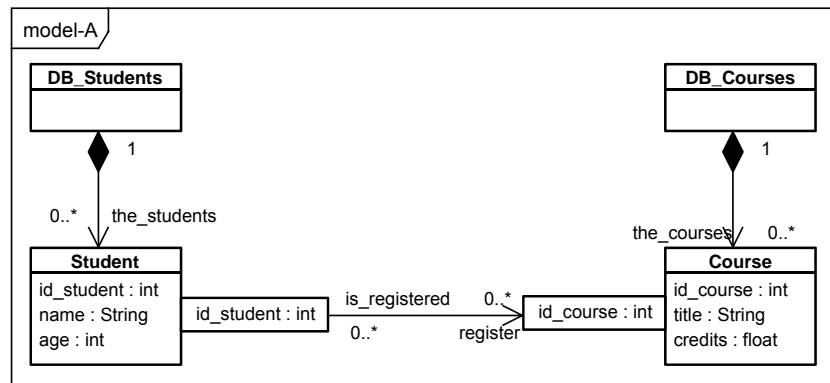 model-A
DB_Students
DB_Courses
1
1
0..*
the_students
the_courses
0..*
Student
id_student : int
name : String
age : int
id_student : int
is_registered
0..*
0..*
register
id_course : int
Course
id_course : int
title : String
credits : float